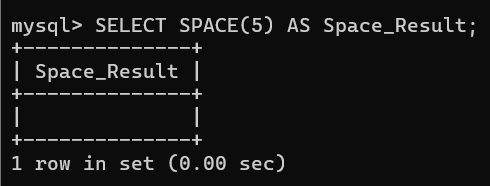 mysql> SELECT SPACE(5) AS Space_Result;
+--------------+
| Space_Result |
+--------------+
|              |
+--------------+
1 row in set (0.00 sec)